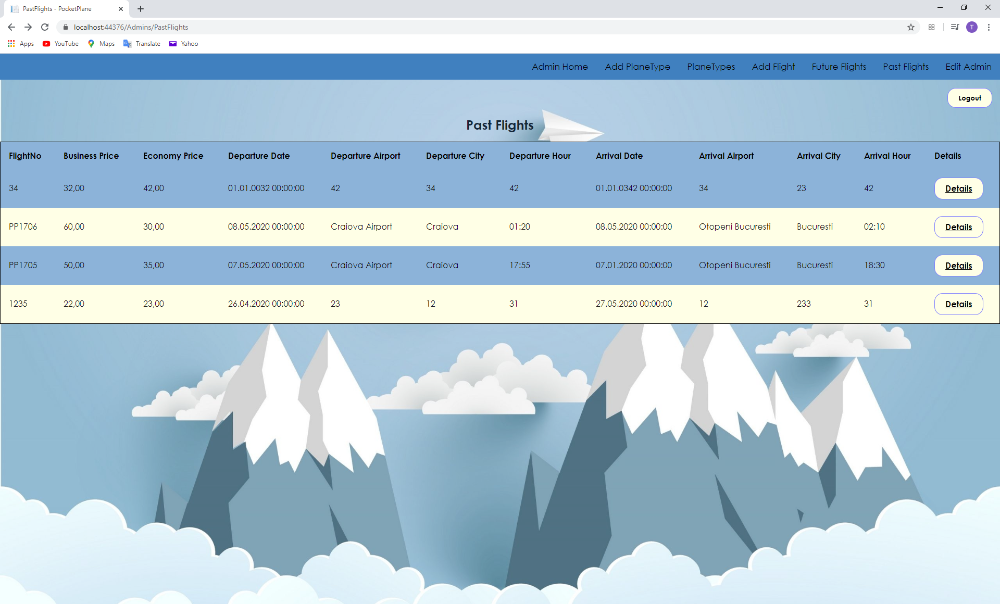 PastFlights - PocketPlane
localhost:44376/Admins/PastFlights
T
Apps YouTube Maps Translate Yahoo
Admin Home Add PlaneType PlaneTypes Add Flight Future Flights Past Flights Edit Admin
Logout
Past Flights
FlightNo Business Price Economy Price Departure Date Departure Airport Departure City Departure Hour Arrival Date Arrival Airport Arrival City Arrival Hour Details
34 32,00 42,00 01.01.0032 00:00:00 42 34 42 01.01.0342 00:00:00 34 23 42 Details
PP1706 60,00 30,00 08.05.2020 00:00:00 Craiova Airport Craiova 01:20 08.05.2020 00:00:00 Otopeni Bucuresti Bucuresti 02:10 Details
PP1705 50,00 35,00 07.05.2020 00:00:00 Craiova Airport Craiova 17:55 07.01.2020 00:00:00 Otopeni Bucuresti Bucuresti 18:30 Details
1235 22,00 23,00 26.04.2020 00:00:00 23 12 31 27.05.2020 00:00:00 12 233 31 Details